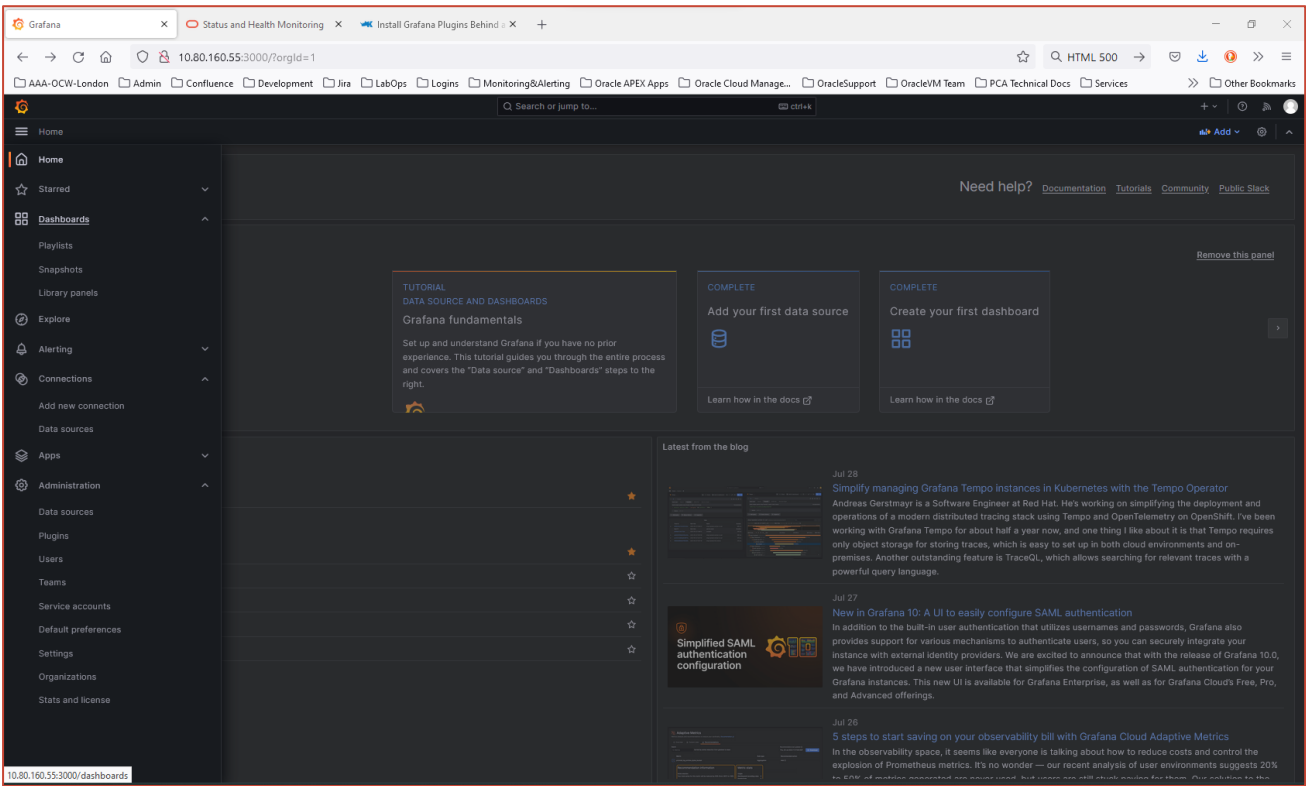 Grafana
Status and Health Monitoring
Install Grafana Plugins Behind a
10.80.160.55:3000/?orgId=1
HTML 500
AAA-OCW-London
Admin
Confluence
Development
Jira
LabOps
Logins
Monitoring&Alerting
Oracle APEX Apps
Oracle Cloud Manage...
OracleSupport
OracleVM Team
PCA Technical Docs
Services
Other Bookmarks
Search or jump to...
ctrl+k
Home
Add
Home
Starred
Dashboards
Playlists
Snapshots
Library panels
Explore
Alerting
Connections
Add new connection
Data sources
Apps
Administration
Data sources
Plugins
Users
Teams
Service accounts
Default preferences
Settings
Organizations
Stats and license
10.80.160.55:3000/dashboards
Need help?
Documentation
Tutorials
Community
Public Slack
Remove this panel
TUTORIAL
DATA SOURCE AND DASHBOARDS
Grafana fundamentals
Set up and understand Grafana if you have no prior
experience. This tutorial guides you through the entire process
and covers the "Data source" and "Dashboards" steps to the
right.
COMPLETE
Add your first data source
Learn how in the docs
COMPLETE
Create your first dashboard
Learn how in the docs
Latest from the blog
Jul 28
Simplify managing Grafana Tempo instances in Kubernetes with the Tempo Operator
Andreas Gerstmayr is a Software Engineer at Red Hat. He's working on simplifying the deployment and
operations of a modern distributed tracing stack using Tempo and OpenTelemetry on OpenShift. I've been
working with Grafana Tempo for about half a year now, and one thing I like about it is that Tempo requires
only object storage for storing traces, which is easy to set up in both cloud environments and on-
premises. Another outstanding feature is TraceQL, which allows searching for relevant traces with a
powerful query language.
Jul 27
New in Grafana 10: A UI to easily configure SAML authentication
In addition to the built-in user authentication that utilizes usernames and passwords, Grafana also
provides support for various mechanisms to authenticate users, so you can securely integrate your
instance with external identity providers. We are excited to announce that with the release of Grafana 10.0,
we have introduced a new user interface that simplifies the configuration of SAML authentication for your
Grafana instances. This new UI is available for Grafana Enterprise, as well as for Grafana Cloud's Free, Pro,
and Advanced offerings.
Simplified SAML
authentication
configuration
Jul 26
5 steps to start saving on your observability bill with Grafana Cloud Adaptive Metrics
In the observability space, it seems like everyone is talking about how to reduce costs and control the
explosion of Prometheus metrics. It's no wonder — our recent analysis of user environments suggests 20%